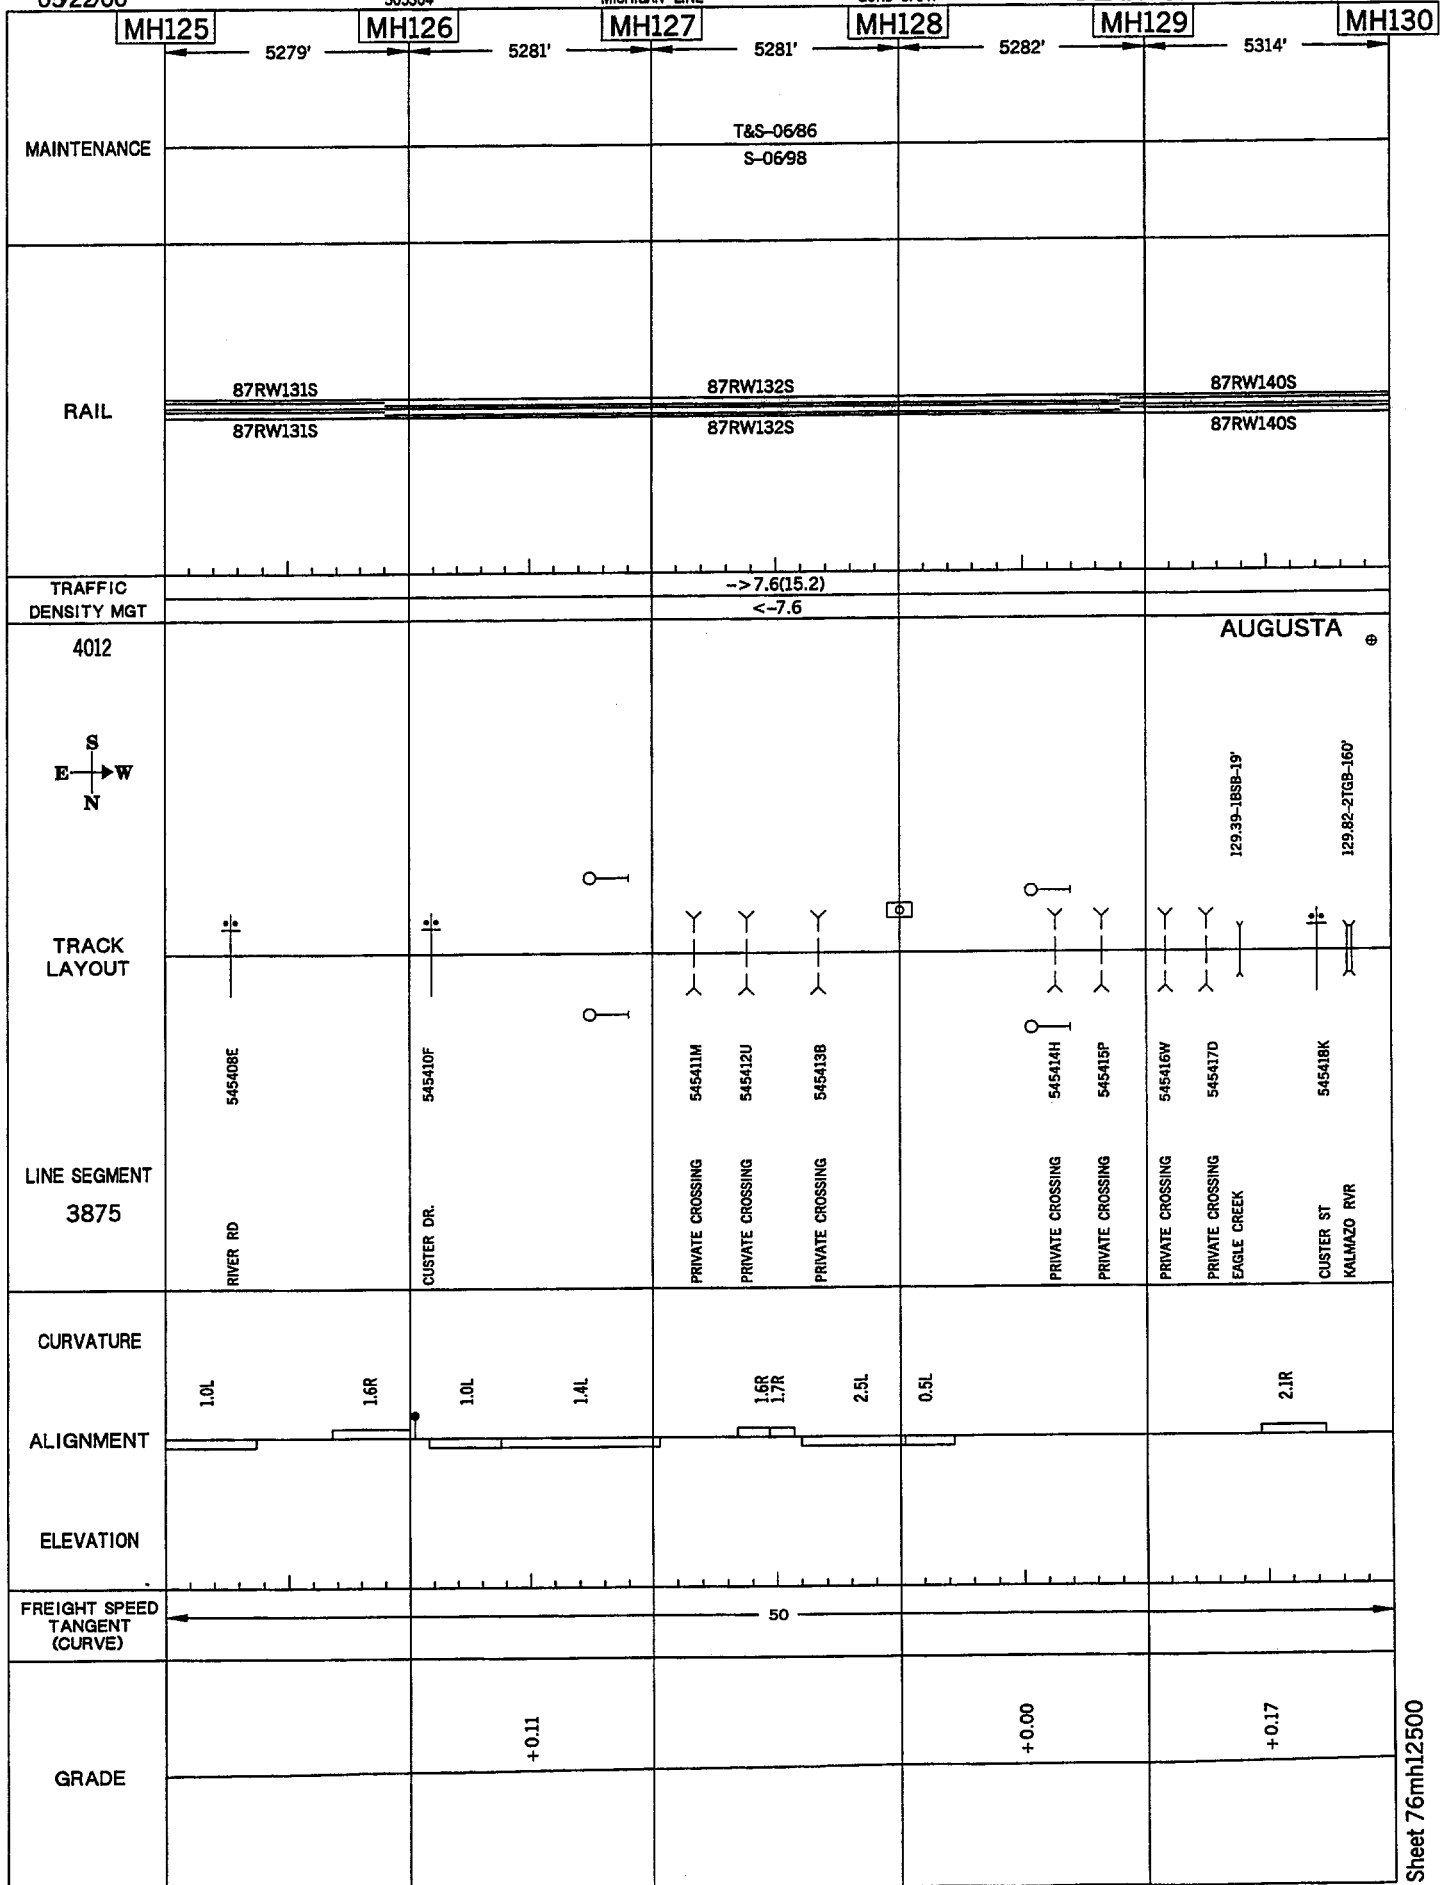 MH125 MH126 MH127 MH128 MH129 MH130
5279' 5281' 5281' 5282' 5314'
MAINTENANCE
T&S-06/86
S-06/98
RAIL
87RW131S 87RW132S 87RW140S
87RW131S 87RW132S 87RW140S
TRAFFIC
DENSITY MGT
->7.6(15.2)
<-7.6
4012
AUGUSTA
S
E W
N
129.39-1BSB-19'
129.82-2TGB-160'
TRACK
LAYOUT
545408E
545410F
545411M
545412U
545413B
545414H
545415P
545416W
545417D
545418K
LINE SEGMENT
3875
RIVER RD
CUSTER DR.
PRIVATE CROSSING
PRIVATE CROSSING
PRIVATE CROSSING
PRIVATE CROSSING
PRIVATE CROSSING
PRIVATE CROSSING
PRIVATE CROSSING
EAGLE CREEK
CUSTER ST
KALMAZO RVR
CURVATURE
1.0L
1.6R
1.0L
1.4L
1.6R
1.7R
2.5L
0.5L
2.1R
ALIGNMENT
ELEVATION
FREIGHT SPEED
TANGENT
(CURVE)
50
GRADE
+0.11
+0.00
+0.17
Sheet 76mh12500